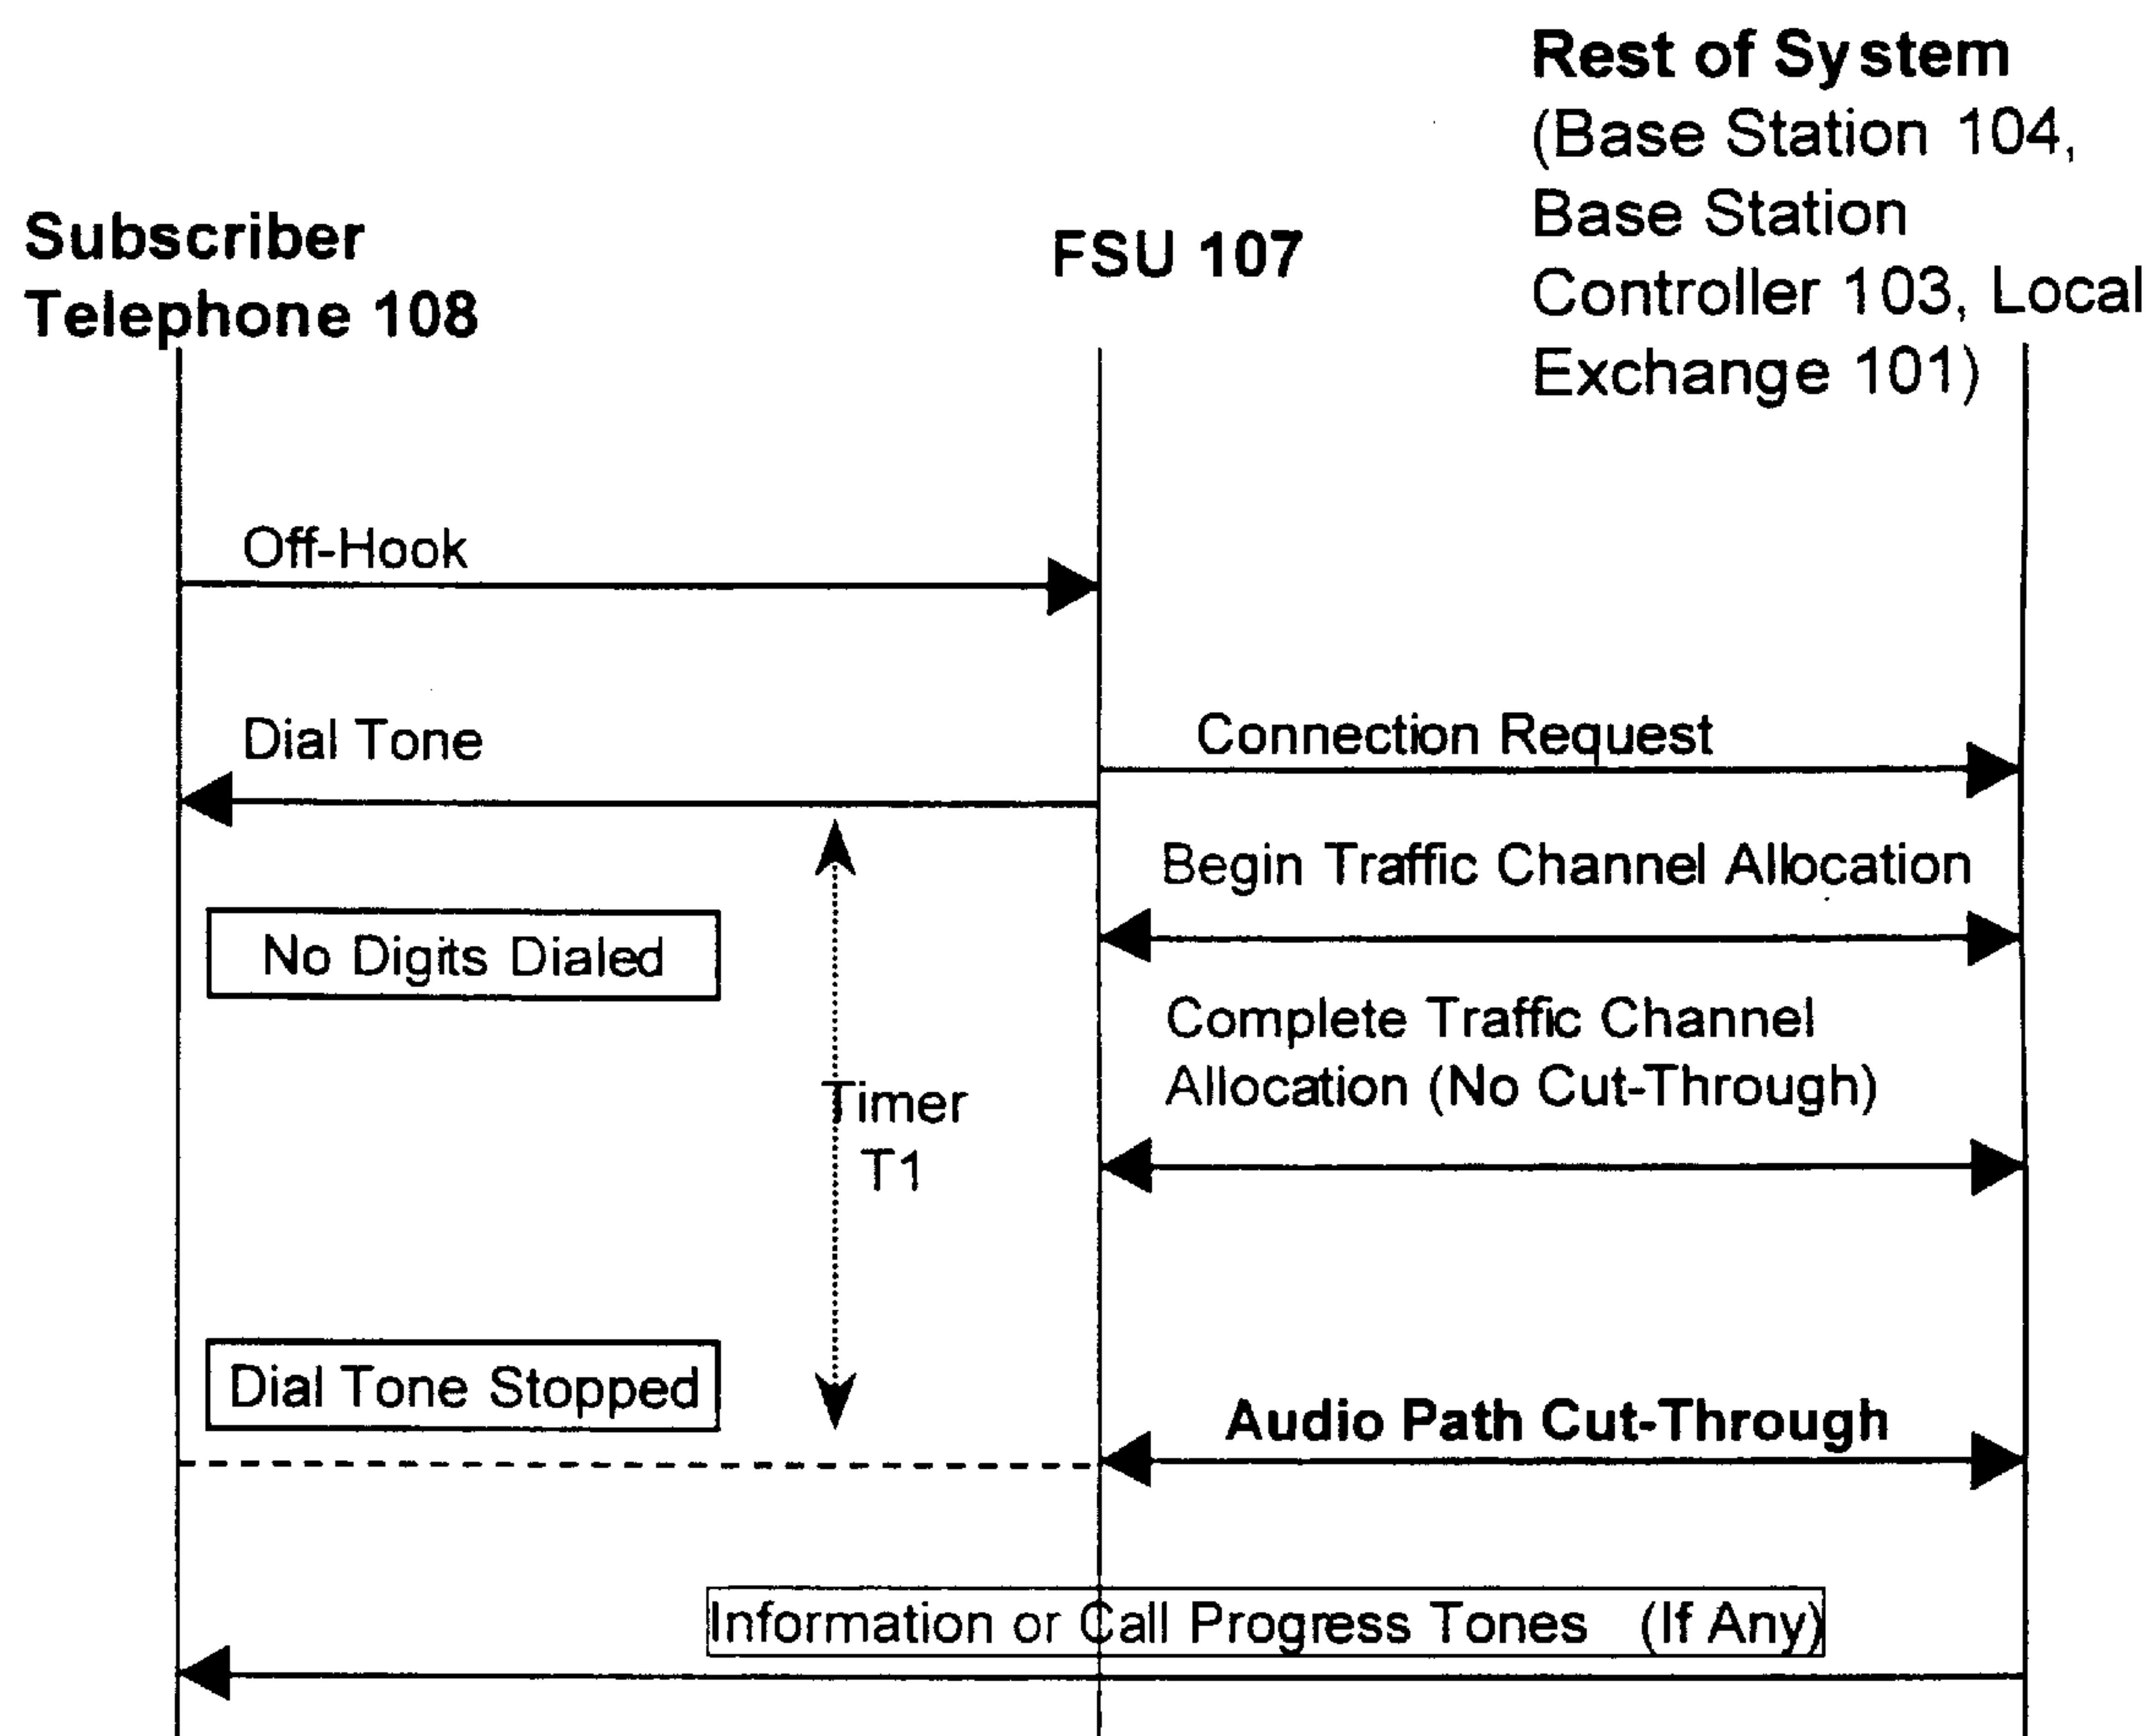 Rest of System
(Base Station 104,
Base Station
Controller 103, Local
Exchange 101)
Subscriber
Telephone 108
FSU 107
Off-Hook
Dial Tone
Connection Request
Begin Traffic Channel Allocation
No Digits Dialed
Complete Traffic Channel
Allocation (No Cut-Through)
Timer
T1
Dial Tone Stopped
Audio Path Cut-Through
Information or Call Progress Tones (If Any)